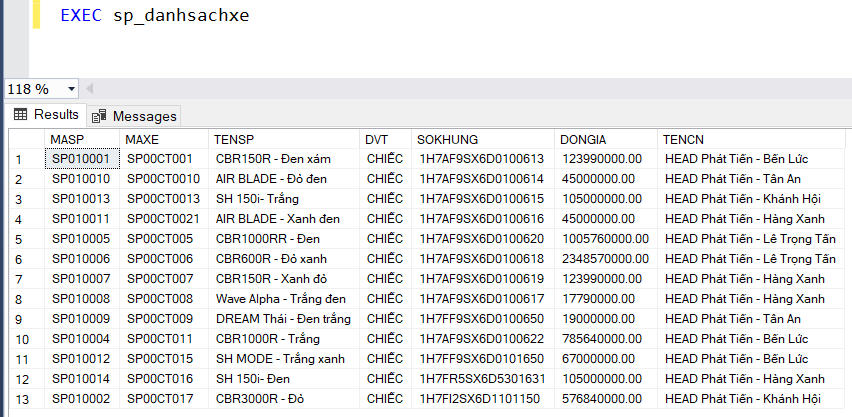 EXEC sp_danhsachxe
118 %
Results Messages
MASP MAXE TENSP DVT SOKHUNG DONGIA TENCN
1 SP010001 SP00CT001 CBR150R - Đen xám CHIẾC 1H7AF9SX6D0100613 123990000.00 HEAD Phát Tiến - Bến Lức
2 SP010010 SP00CT0010 AIR BLADE - Đỏ đen CHIẾC 1H7AF9SX6D0100614 45000000.00 HEAD Phát Tiến - Tân An
3 SP010013 SP00CT0013 SH 150i- Trắng CHIẾC 1H7AF9SX6D0100615 105000000.00 HEAD Phát Tiến - Khánh Hội
4 SP010011 SP00CT0021 AIR BLADE - Xanh đen CHIẾC 1H7AF9SX6D0100616 45000000.00 HEAD Phát Tiến - Hàng Xanh
5 SP010005 SP00CT005 CBR1000RR - Đen CHIẾC 1H7AF9SX6D0100620 1005760000.00 HEAD Phát Tiến - Lê Trọng Tấn
6 SP010006 SP00CT006 CBR600R - Đỏ xanh CHIẾC 1H7AF9SX6D0100618 2348570000.00 HEAD Phát Tiến - Lê Trọng Tấn
7 SP010007 SP00CT007 CBR150R - Xanh đỏ CHIẾC 1H7AF9SX6D0100619 123990000.00 HEAD Phát Tiến - Hàng Xanh
8 SP010008 SP00CT008 Wave Alpha - Trắng đen CHIẾC 1H7AF9SX6D0100617 17790000.00 HEAD Phát Tiến - Hàng Xanh
9 SP010009 SP00CT009 DREAM Thái - Đen trắng CHIẾC 1H7FF9SX6D0100650 19000000.00 HEAD Phát Tiến - Tân An
10 SP010004 SP00CT011 CBR1000R - Trắng CHIẾC 1H7AF9SX6D0100622 785640000.00 HEAD Phát Tiến - Bến Lức
11 SP010012 SP00CT015 SH MODE - Trắng xanh CHIẾC 1H7FF9SX6D0101650 67000000.00 HEAD Phát Tiến - Bến Lức
12 SP010014 SP00CT016 SH 150i- Đen CHIẾC 1H7FR5SX6D5301631 105000000.00 HEAD Phát Tiến - Hàng Xanh
13 SP010002 SP00CT017 CBR3000R - Đỏ CHIẾC 1H7FI2SX6D1101150 576840000.00 HEAD Phát Tiến - Khánh Hội